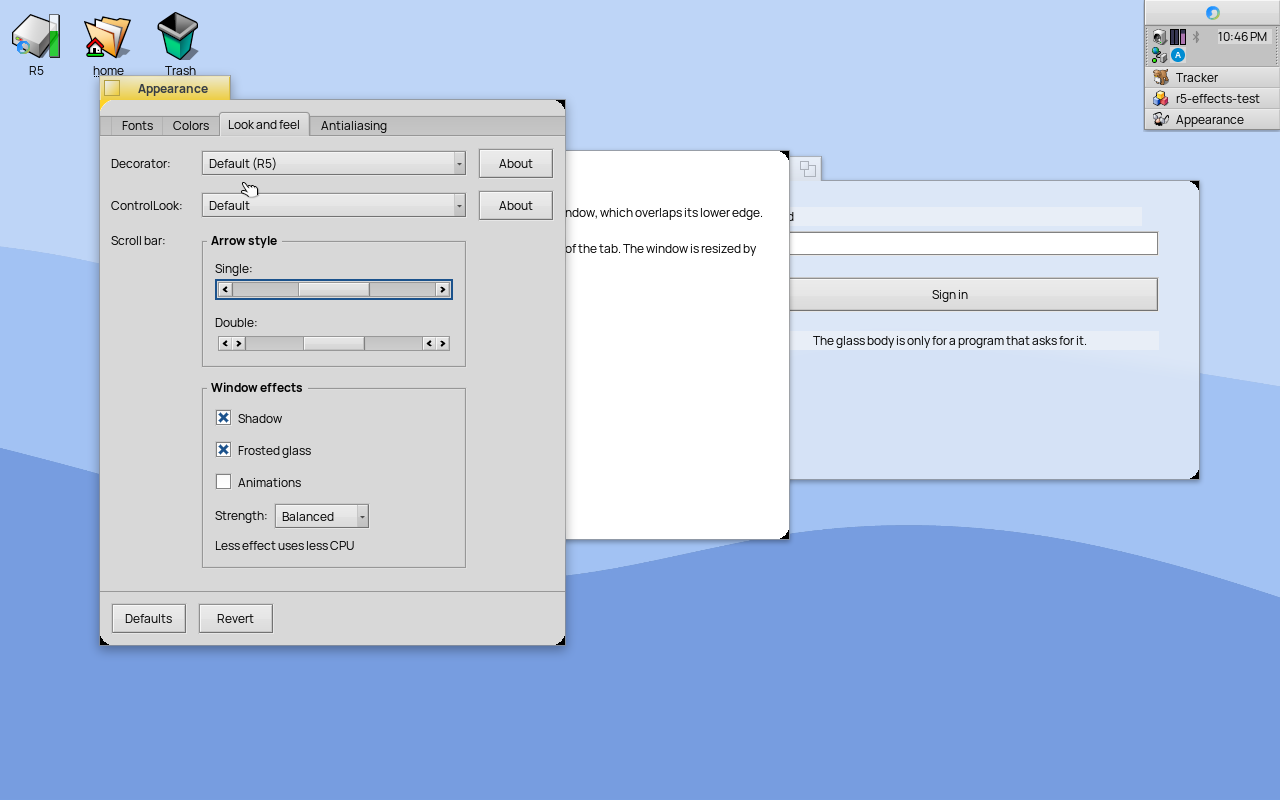 R5
home
Trash
10:46 PM
Tracker
r5-effects-test
Appearance
Appearance
Fonts
Colors
Look and feel
Antialiasing
Decorator:
Default (R5)
About
ControlLook:
Default
About
Scroll bar:
Arrow style
Single:
Double:
Window effects
Shadow
Frosted glass
Animations
Strength:
Balanced
Less effect uses less CPU
Defaults
Revert
ndow, which overlaps its lower edge.
of the tab. The window is resized by
d
Sign in
The glass body is only for a program that asks for it.